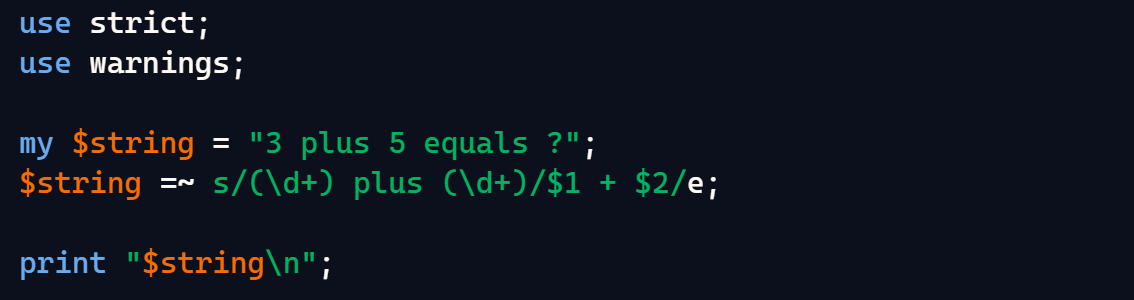 use strict;
use warnings;
my $string = "3 plus 5 equals ?";
$string =~ s/(\d+) plus (\d+)/$1 + $2/e;
print "$string\n";